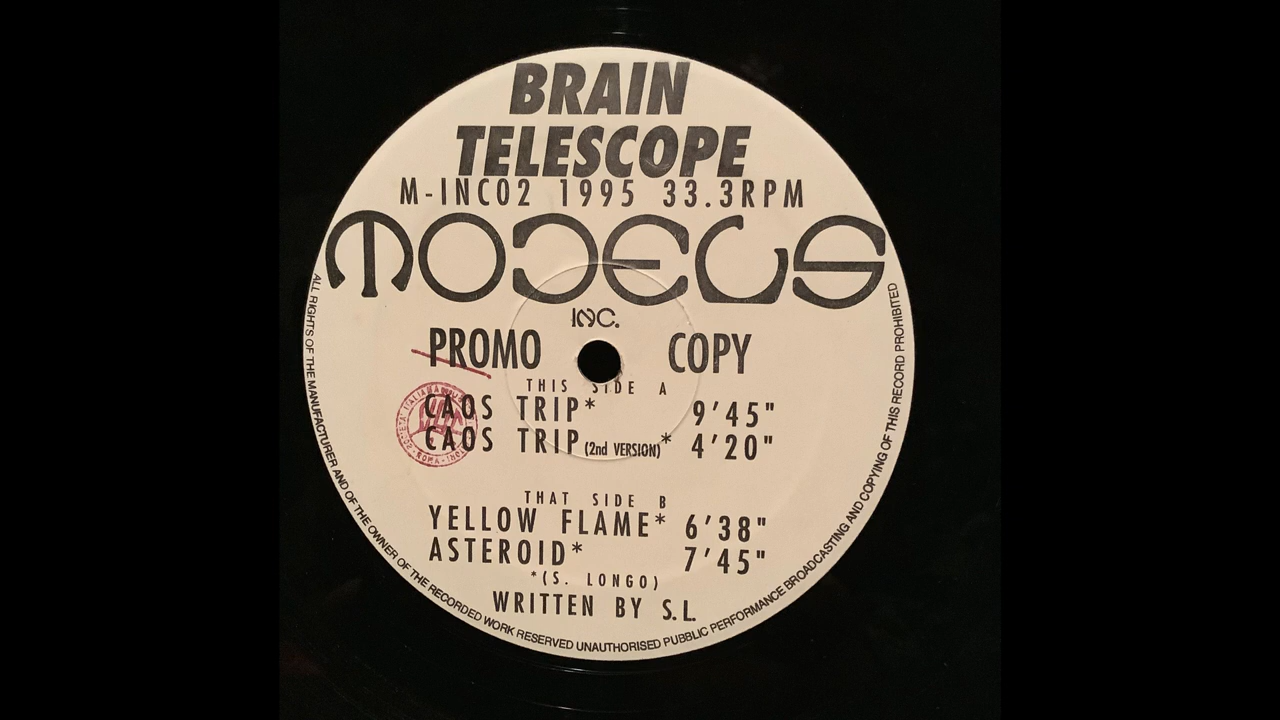 BRAIN
TELESCOPE
M-INC02 1995 33.3RPM
MODELS
INC.
PROMO COPY
THIS SIDE A
CAOS TRIP* 9'45"
CAOS TRIP (2nd VERSION)* 4'20"
THAT SIDE B
YELLOW FLAME* 6'38"
ASTEROID* 7'45"
*(S. LONGO)
WRITTEN BY S.L.
ALL RIGHTS OF THE MANUFACTURER AND OF THE OWNER OF THE RECORDED WORK RESERVED UNAUTHORISED PUBBLIC PERFORMANCE BROADCASTING AND COPYING OF THIS RECORD PROHIBITED
ITALIANA
ROMA